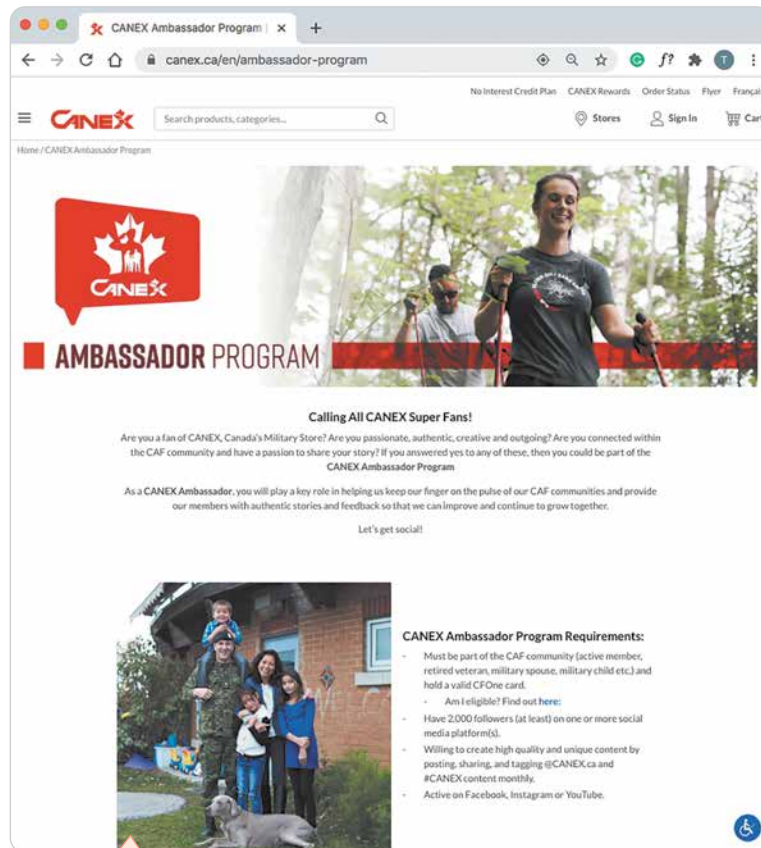 CANEX Ambassador Program |
canex.ca/en/ambassador-program
f?
T
No Interest Credit Plan CANEX Rewards Order Status Flyer Françai
CANEX
Search products, categories...
Stores
Sign In
Cart
Home / CANEX Ambassador Program
CANEX
AMBASSADOR PROGRAM
Calling All CANEX Super Fans!
Are you a fan of CANEX, Canada's Military Store? Are you passionate, authentic, creative and outgoing? Are you connected within
the CAF community and have a passion to share your story? If you answered yes to any of these, then you could be part of the
CANEX Ambassador Program
As a CANEX Ambassador, you will play a key role in helping us keep our finger on the pulse of our CAF communities and provide
our members with authentic stories and feedback so that we can improve and continue to grow together.
Let's get social!
WELCOM
CANEX Ambassador Program Requirements:
- Must be part of the CAF community (active member,
retired veteran, military spouse, military child etc.) and
hold a valid CFOne card.
- Am I eligible? Find out here:
- Have 2,000 followers (at least) on one or more social
media platform(s).
- Willing to create high quality and unique content by
posting, sharing, and tagging @CANEX.ca and
#CANEX content monthly.
- Active on Facebook, Instagram or YouTube.